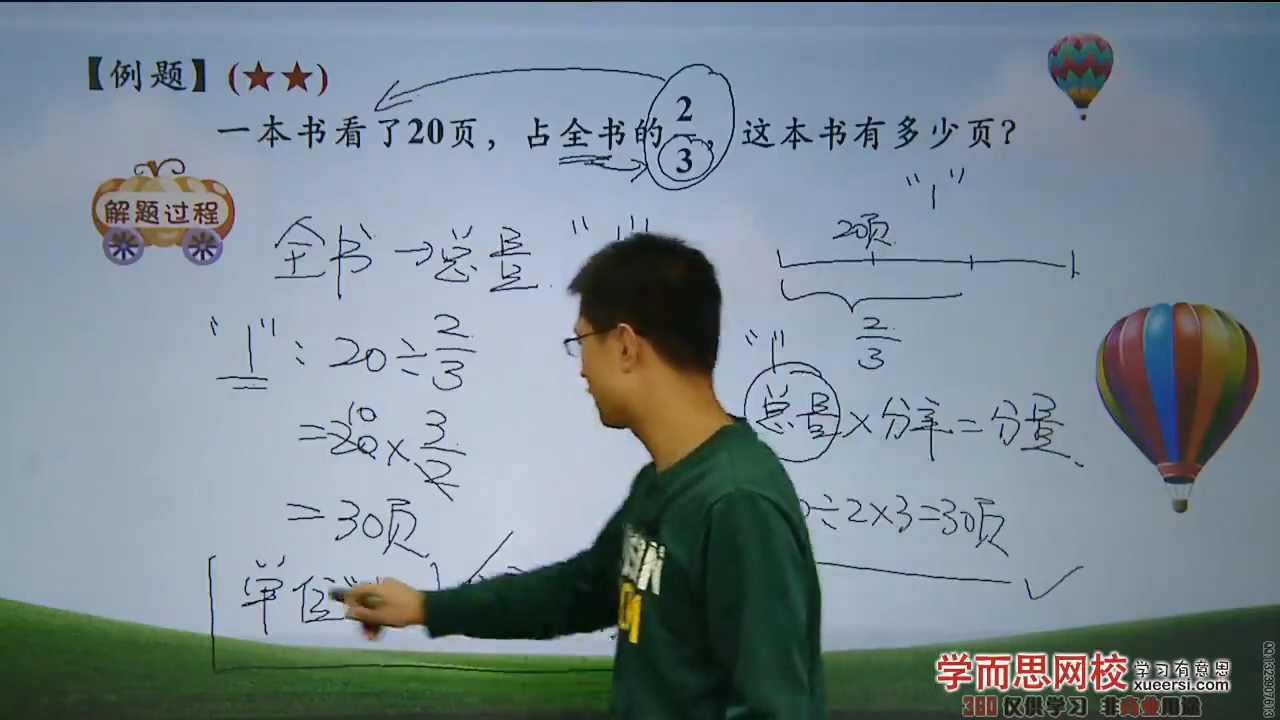 【例题】(★★)
一本书看了20页，占全书的2/3，这本书有多少页？
解题过程
全书→总量“1”
“1”
20页
2/3
“1”：20÷2/3
=20×3/2
10
=30页
“1”
总量×分率=分量
÷2×3=30页
单位
学而思网校 学习有意思
xueersi.com
360 仅供学习 非商业用途